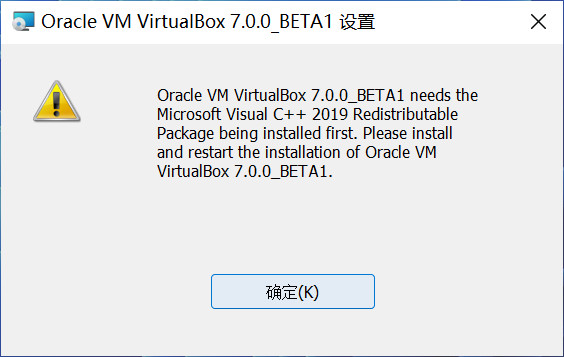 Oracle VM VirtualBox 7.0.0_BETA1 设置
Oracle VM VirtualBox 7.0.0_BETA1 needs the
Microsoft Visual C++ 2019 Redistributable
Package being installed first. Please install
and restart the installation of Oracle VM
VirtualBox 7.0.0_BETA1.
确定(K)